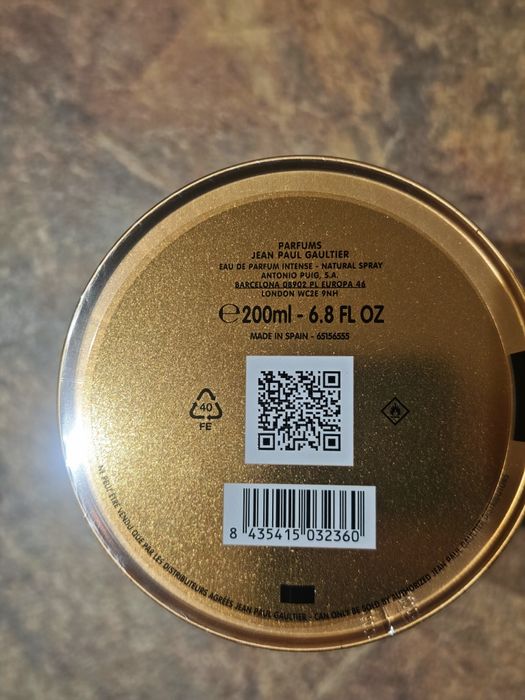 PARFUMS
JEAN PAUL GAULTIER
EAU DE PARFUM INTENSE - NATURAL SPRAY
ANTONIO PUIG, S.A.
BARCELONA 08902 PL EUROPA 46
LONDON WC2E 9NH
℮200ml - 6.8 FL OZ
MADE IN SPAIN - 65156555
40
FE
8 435415 032360
NE PEUT ÊTRE VENDU QUE PAR LES DISTRIBUTEURS AGRÉÉS JEAN PAUL GAULTIER - CAN ONLY BE SOLD BY AUTHORIZED JEAN PAUL GAULTIER